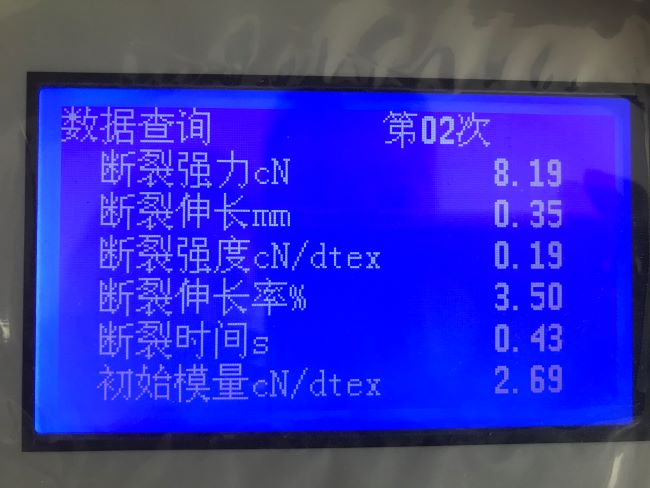 数据查询 第02次
断裂强力cN 8.19
断裂伸长mm 0.35
断裂强度cN/dtex 0.19
断裂伸长率% 3.50
断裂时间s 0.43
初始模量cN/dtex 2.69